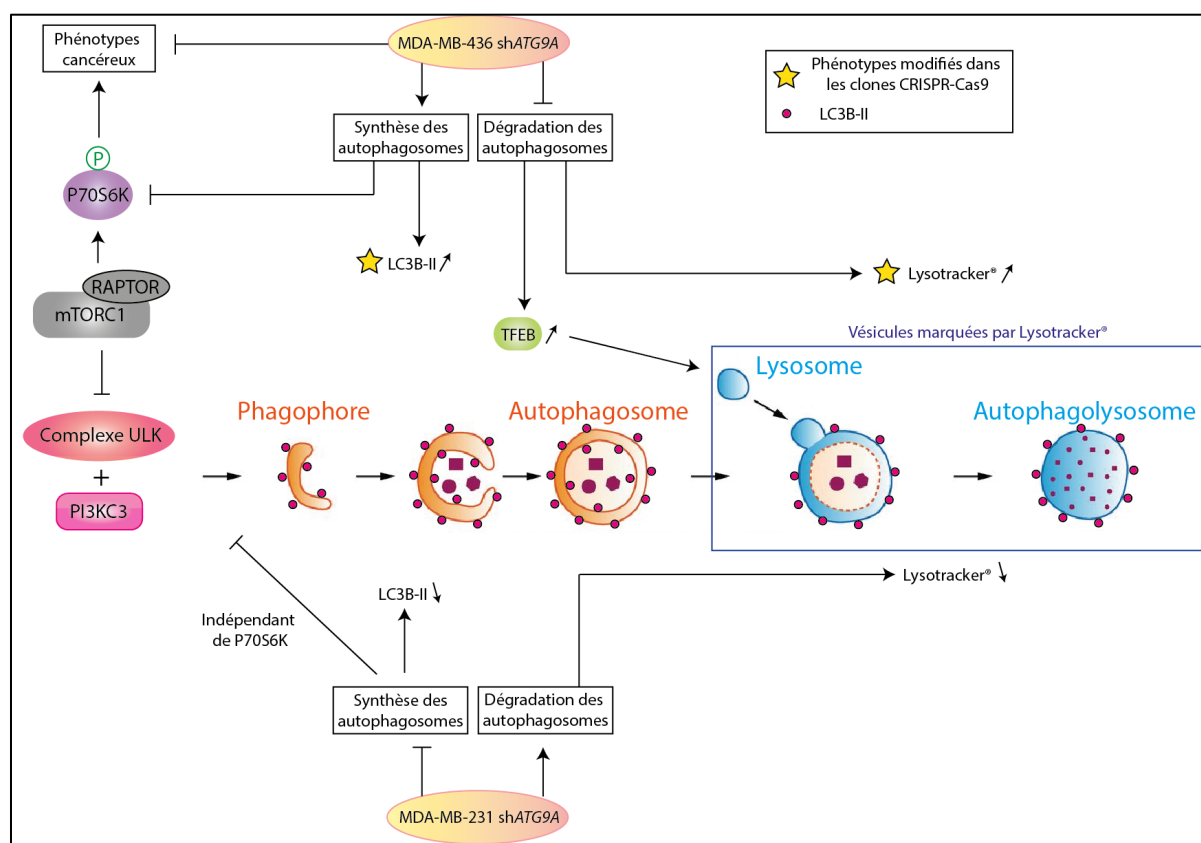 Phénotypes
cancéreux
MDA-MB-436 shATG9A
Phénotypes modifiés dans
les clones CRISPR-Cas9
LC3B-II
Synthèse des
autophagosomes
Dégradation des
autophagosomes
P
P70S6K
LC3B-II
Lysotracker®
RAPTOR
mTORC1
TFEB
Vésicules marquées par Lysotracker®
Lysosome
Phagophore
Autophagosome
Autophagolysosome
Complexe ULK
+
PI3KC3
Lysotracker®
LC3B-II
Indépendant
de P70S6K
Synthèse des
autophagosomes
Dégradation des
autophagosomes
MDA-MB-231 shATG9A